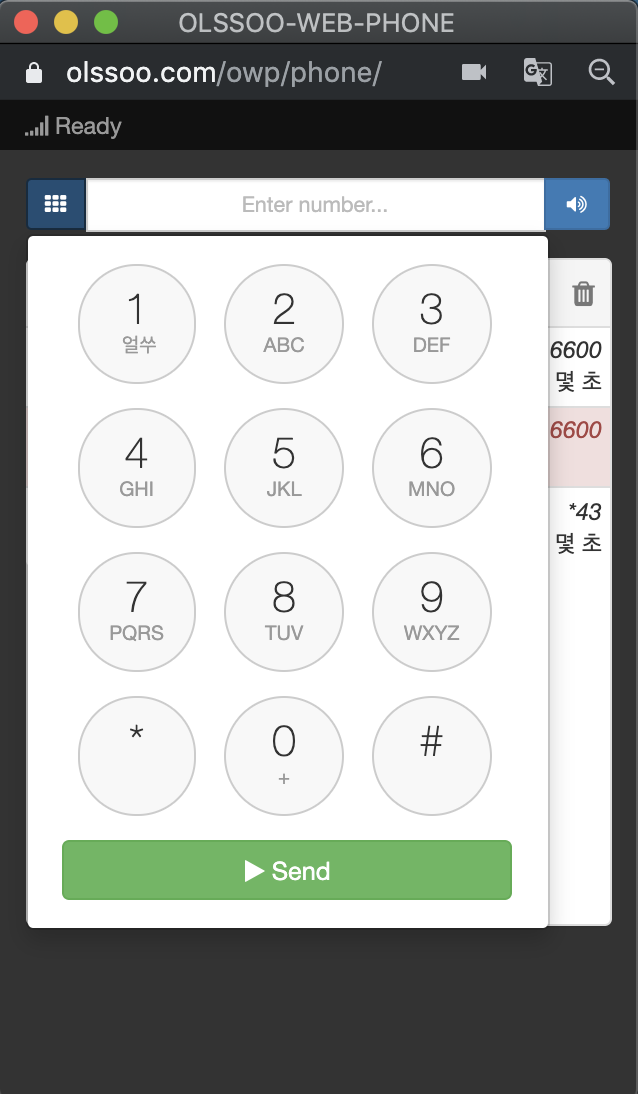 OLSSOO-WEB-PHONE
olssoo.com/owp/phone/
Ready
Enter number...
1 2 3
얼쑤 ABC DEF
6600
몇 초
4 5 6
GHI JKL MNO
6600
*43
몇 초
7 8 9
PQRS TUV WXYZ
* 0 #
+
Send